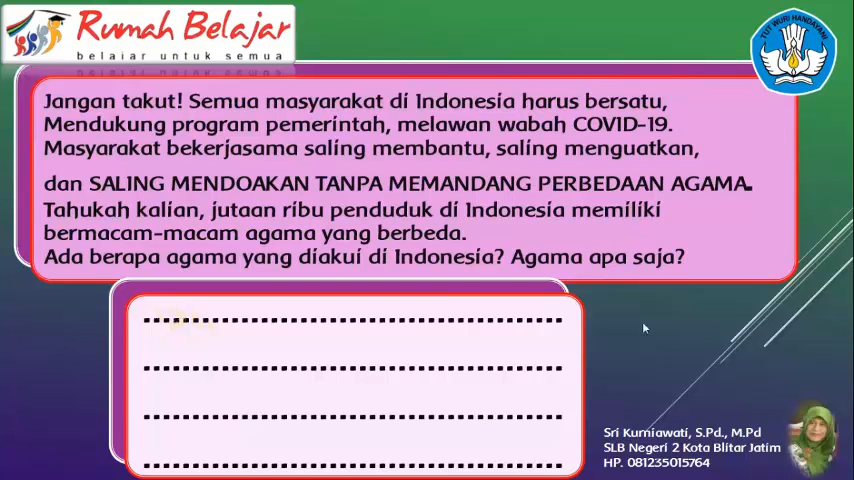 Rumah Belajar
belajar untuk semua
TUT WURI HANDAYANI
Jangan takut! Semua masyarakat di Indonesia harus bersatu,
Mendukung program pemerintah, melawan wabah COVID-19.
Masyarakat bekerjasama saling membantu, saling menguatkan,
dan SALING MENDOAKAN TANPA MEMANDANG PERBEDAAN AGAMA.
Tahukah kalian, jutaan ribu penduduk di Indonesia memiliki
bermacam-macam agama yang berbeda.
Ada berapa agama yang diakui di Indonesia? Agama apa saja?
Sri Kurniawati, S.Pd., M.Pd
SLB Negeri 2 Kota Blitar Jatim
HP. 081235015764